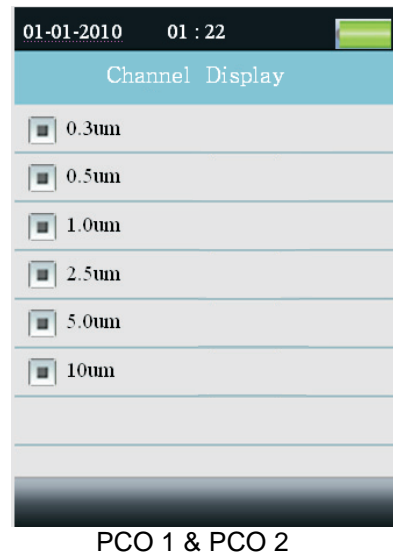 01-01-2010 01 : 22
Channel Display
0.3um
0.5um
1.0um
2.5um
5.0um
10um
PCO 1 & PCO 2